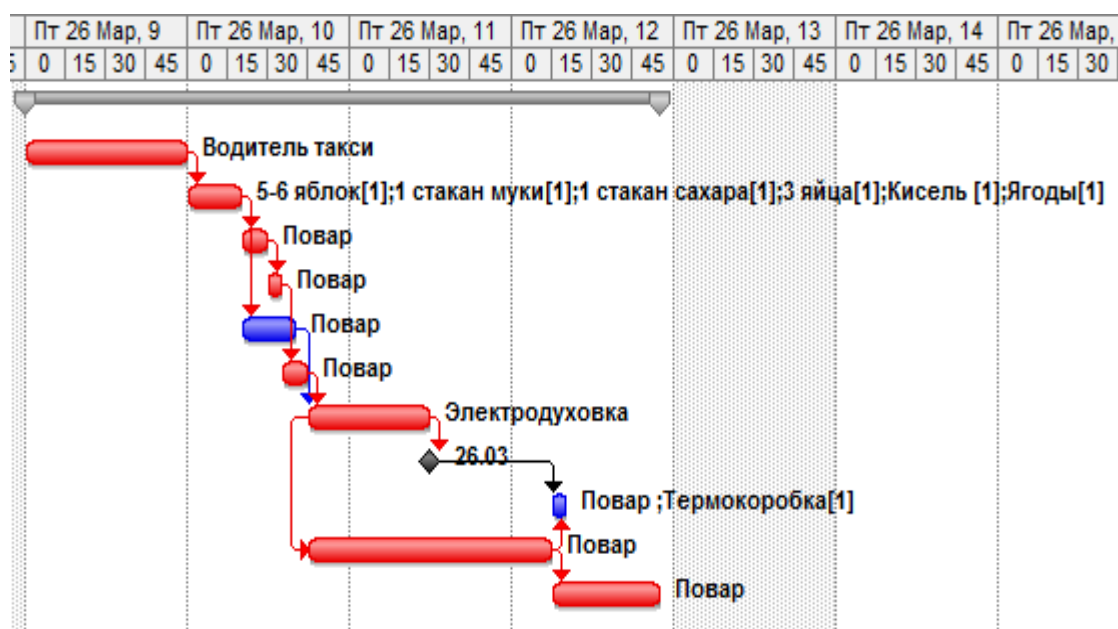 Пт 26 Мар, 9 Пт 26 Мар, 10 Пт 26 Мар, 11 Пт 26 Мар, 12 Пт 26 Мар, 13 Пт 26 Мар, 14 Пт 26 Мар,
0 15 30 45 0 15 30 45 0 15 30 45 0 15 30 45 0 15 30 45 0 15 30 45 0 15 30
Водитель такси
5-6 яблок[1];1 стакан муки[1];1 стакан сахара[1];3 яйца[1];Кисель [1];Ягоды[1]
Повар
Повар
Повар
Повар
Электродуховка
26.03
Повар ;Термокоробка[1]
Повар
Повар